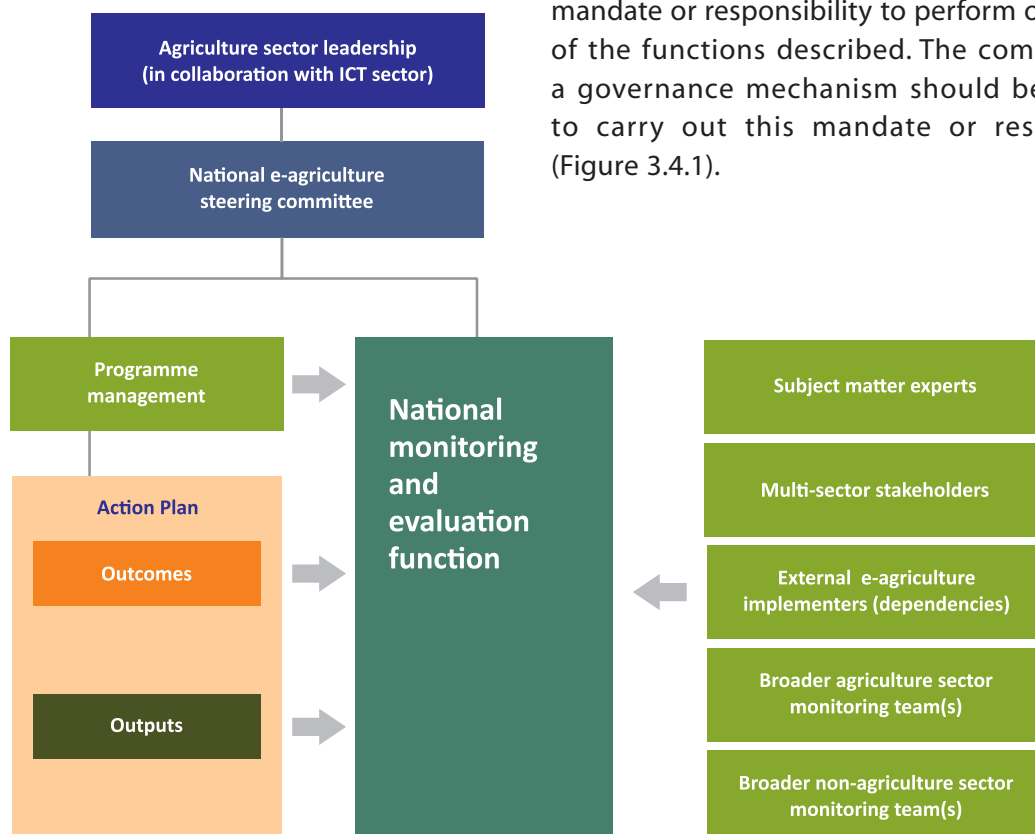 mandate or responsibility to perform
of the functions described. The
a governance mechanism should
to carry out this mandate or
(Figure 3.4.1).
Agriculture sector leadership
(in collaboration with ICT sector)
National e-agriculture
steering committee
Programme
management
Action Plan
Outcomes
Outputs
National
monitoring
and
evaluation
function
Subject matter experts
Multi-sector stakeholders
External e-agriculture
implementers (dependencies)
Broader agriculture sector
monitoring team(s)
Broader non-agriculture sector
monitoring team(s)